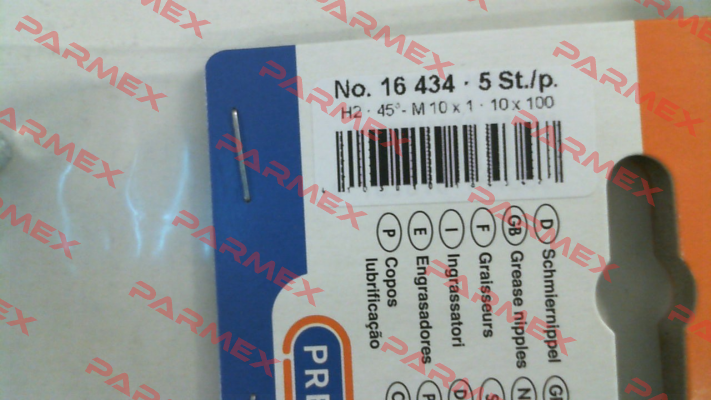 No. 16 434 · 5 St./p.
H2 · 45° - M 10 x 1 · 10 x 100
D Schmiernippel
GB Grease nipples
F Graisseurs
I Ingrassatori
E Engrasadores
P Copos
lubrificação
PRE
PARMEX